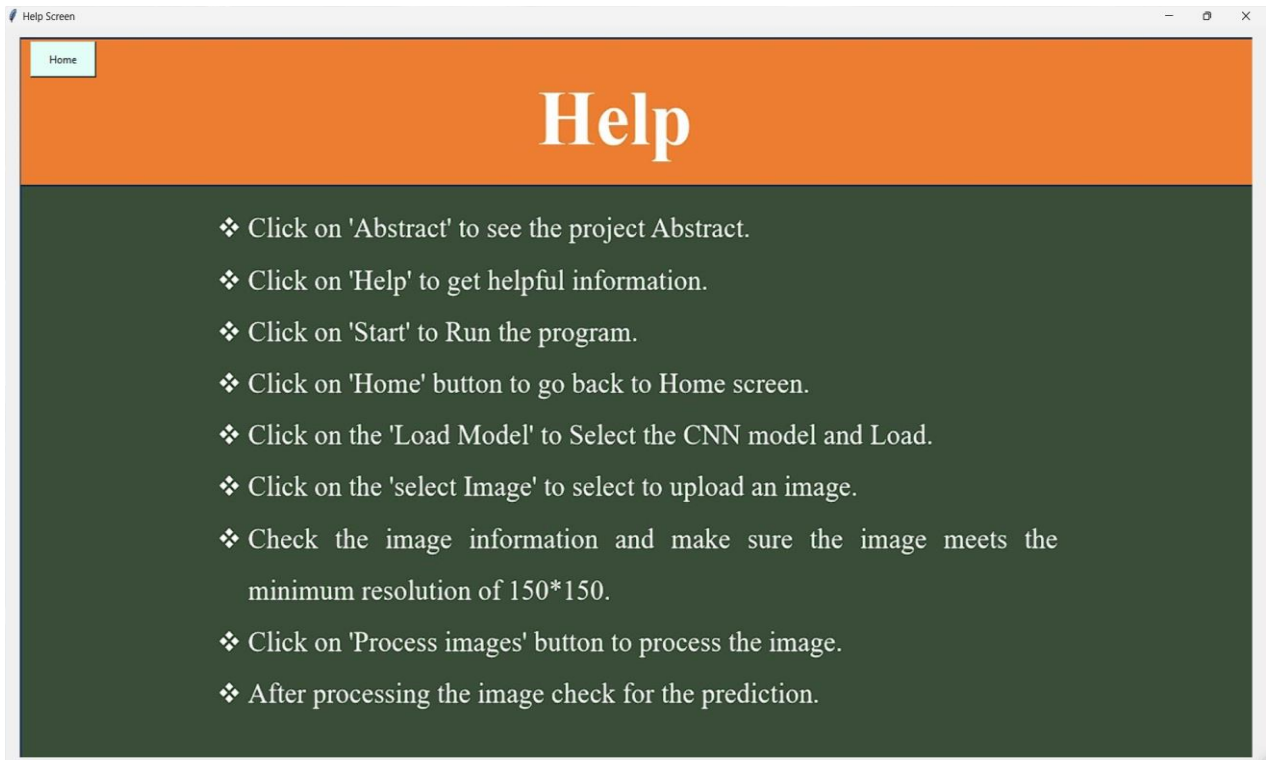 Help Screen
Home
Help
❖ Click on 'Abstract' to see the project Abstract.
❖ Click on 'Help' to get helpful information.
❖ Click on 'Start' to Run the program.
❖ Click on 'Home' button to go back to Home screen.
❖ Click on the 'Load Model' to Select the CNN model and Load.
❖ Click on the 'select Image' to select to upload an image.
❖ Check the image information and make sure the image meets the
minimum resolution of 150*150.
❖ Click on 'Process images' button to process the image.
❖ After processing the image check for the prediction.